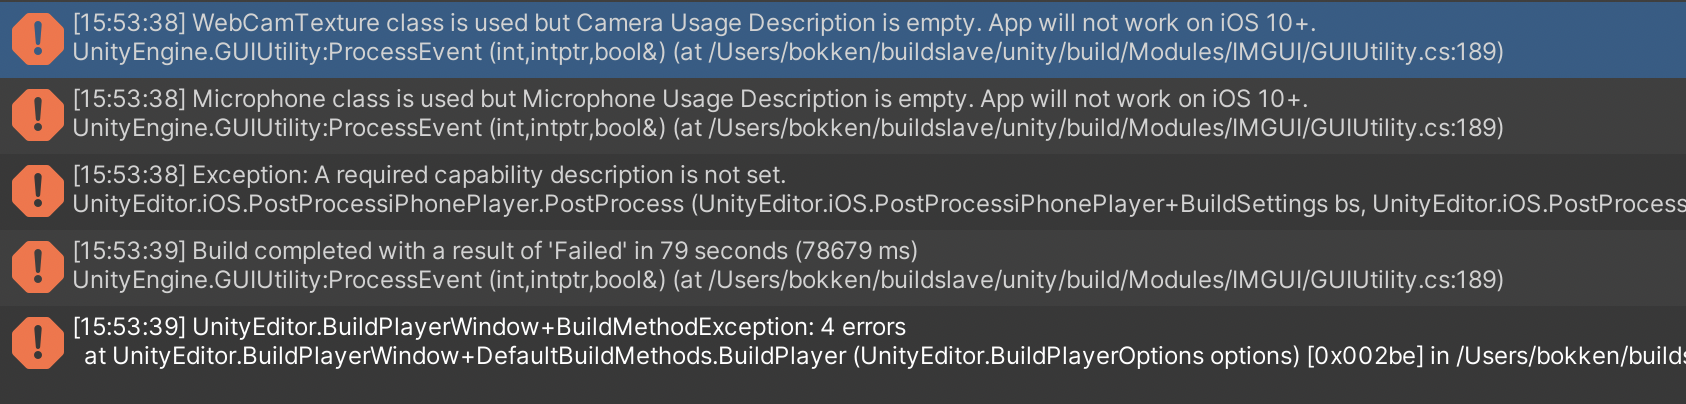 [15:53:38] WebCamTexture class is used but Camera Usage Description is empty. App will not work on iOS 10+.
UnityEngine.GUIUtility:ProcessEvent (int,intptr,bool&) (at /Users/bokken/buildslave/unity/build/Modules/IMGUI/GUIUtility.cs:189)
[15:53:38] Microphone class is used but Microphone Usage Description is empty. App will not work on iOS 10+.
UnityEngine.GUIUtility:ProcessEvent (int,intptr,bool&) (at /Users/bokken/buildslave/unity/build/Modules/IMGUI/GUIUtility.cs:189)
[15:53:38] Exception: A required capability description is not set.
UnityEditor.iOS.PostProcessiPhonePlayer.PostProcess (UnityEditor.iOS.PostProcessiPhonePlayer+BuildSettings bs, UnityEditor.iOS.PostProcess
[15:53:39] Build completed with a result of 'Failed' in 79 seconds (78679 ms)
UnityEngine.GUIUtility:ProcessEvent (int,intptr,bool&) (at /Users/bokken/buildslave/unity/build/Modules/IMGUI/GUIUtility.cs:189)
[15:53:39] UnityEditor.BuildPlayerWindow+BuildMethodException: 4 errors
at UnityEditor.BuildPlayerWindow+DefaultBuildMethods.BuildPlayer (UnityEditor.BuildPlayerOptions options) [0x002be] in /Users/bokken/builds